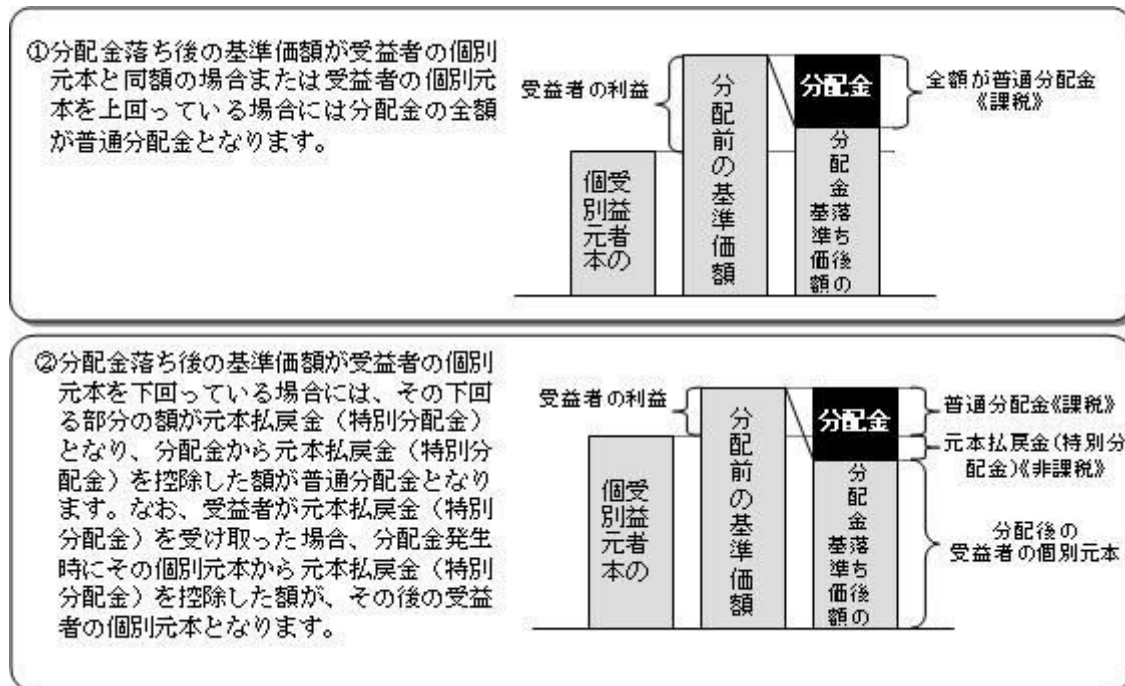 ①分配金落ち後の基準価額が受益者の個別
元本と同額の場合または受益者の個別元
本を上回っている場合には分配金の全額
が普通分配金となります。
受益者の利益
受益者の
個別元本
分配前の基準価額
分配金
分配金落ち後の
基準価額
全額が普通分配金
《課税》
②分配金落ち後の基準価額が受益者の個別
元本を下回っている場合には、その下回
る部分の額が元本払戻金（特別分配金）
となり、分配金から元本払戻金（特別分
配金）を控除した額が普通分配金となり
ます。なお、受益者が元本払戻金（特別
分配金）を受け取った場合、分配金発生
時にその個別元本から元本払戻金（特別
分配金）を控除した額が、その後の受益
者の個別元本となります。
受益者の利益
受益者の
個別元本
分配前の基準価額
分配金
分配金落ち後の
基準価額
普通分配金《課税》
元本払戻金(特別分
配金)《非課税》
分配後の
受益者の個別元本